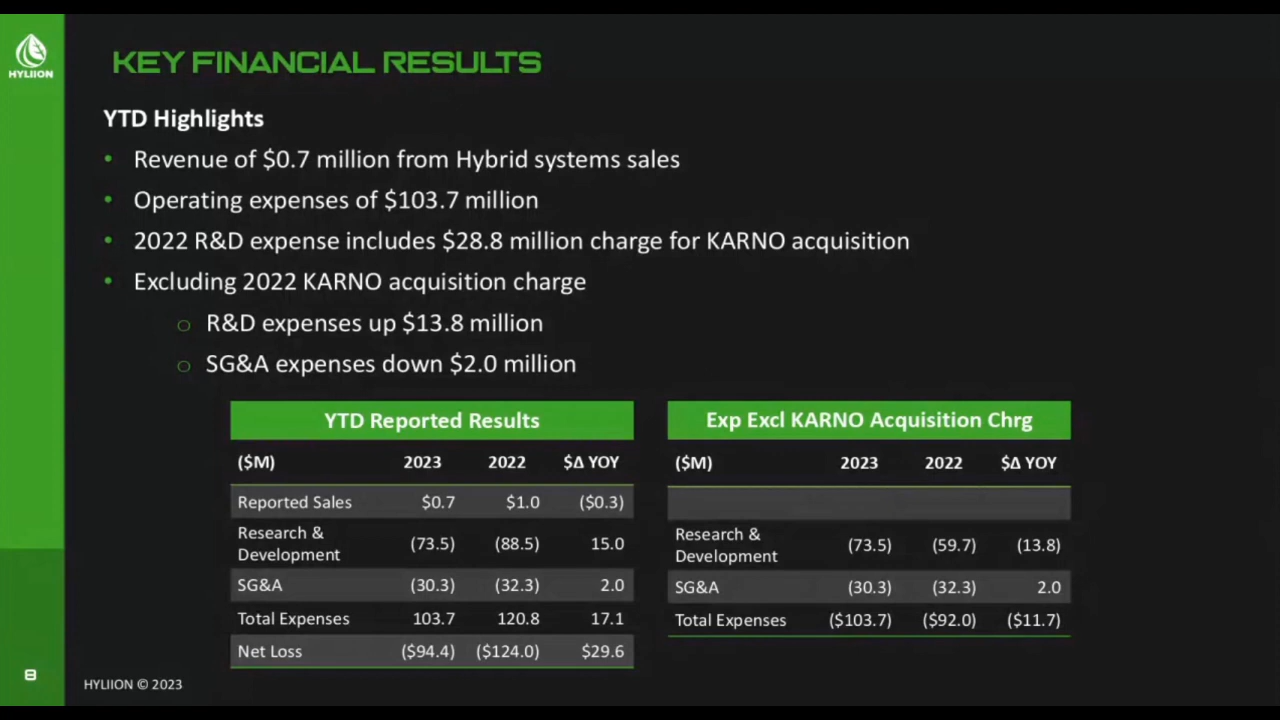 HYLIION
KEY FINANCIAL RESULTS
YTD Highlights
• Revenue of $0.7 million from Hybrid systems sales
• Operating expenses of $103.7 million
• 2022 R&D expense includes $28.8 million charge for KARNO acquisition
• Excluding 2022 KARNO acquisition charge
o R&D expenses up $13.8 million
o SG&A expenses down $2.0 million
YTD Reported Results
($M) 2023 2022 $Δ YOY
Reported Sales $0.7 $1.0 ($0.3)
Research &
Development (73.5) (88.5) 15.0
SG&A (30.3) (32.3) 2.0
Total Expenses 103.7 120.8 17.1
Net Loss ($94.4) ($124.0) $29.6
Exp Excl KARNO Acquisition Chrg
($M) 2023 2022 $Δ YOY
Research &
Development (73.5) (59.7) (13.8)
SG&A (30.3) (32.3) 2.0
Total Expenses ($103.7) ($92.0) ($11.7)
8
HYLIION © 2023